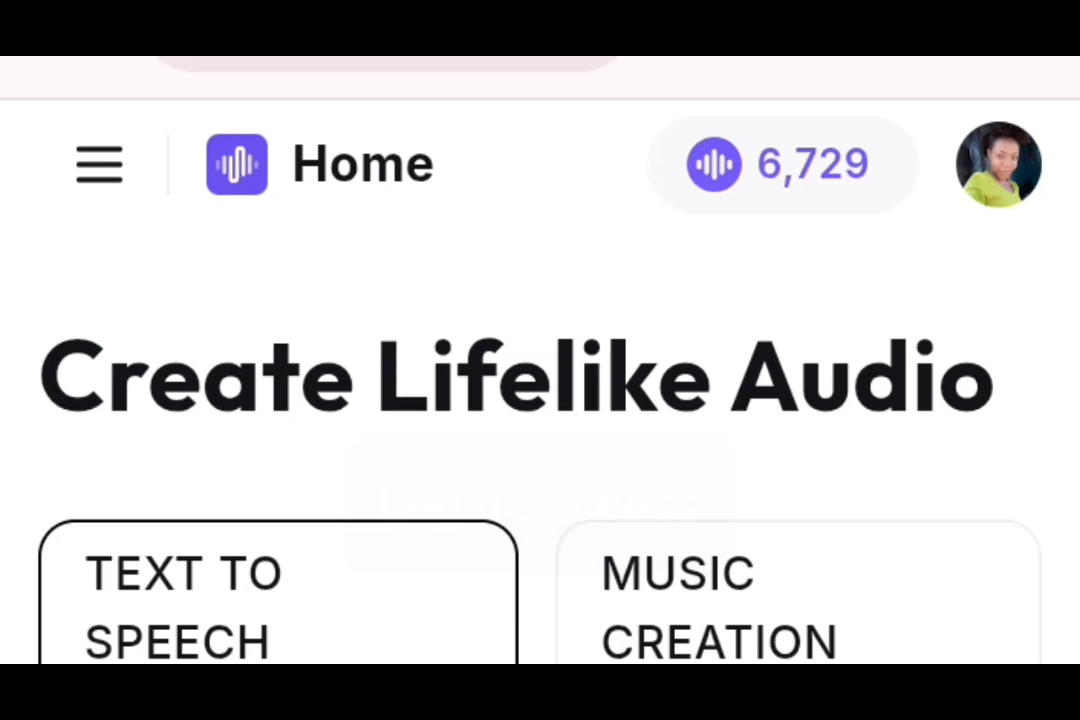 Home
6,729
Create Lifelike Audio
TEXT TO
SPEECH
MUSIC
CREATION